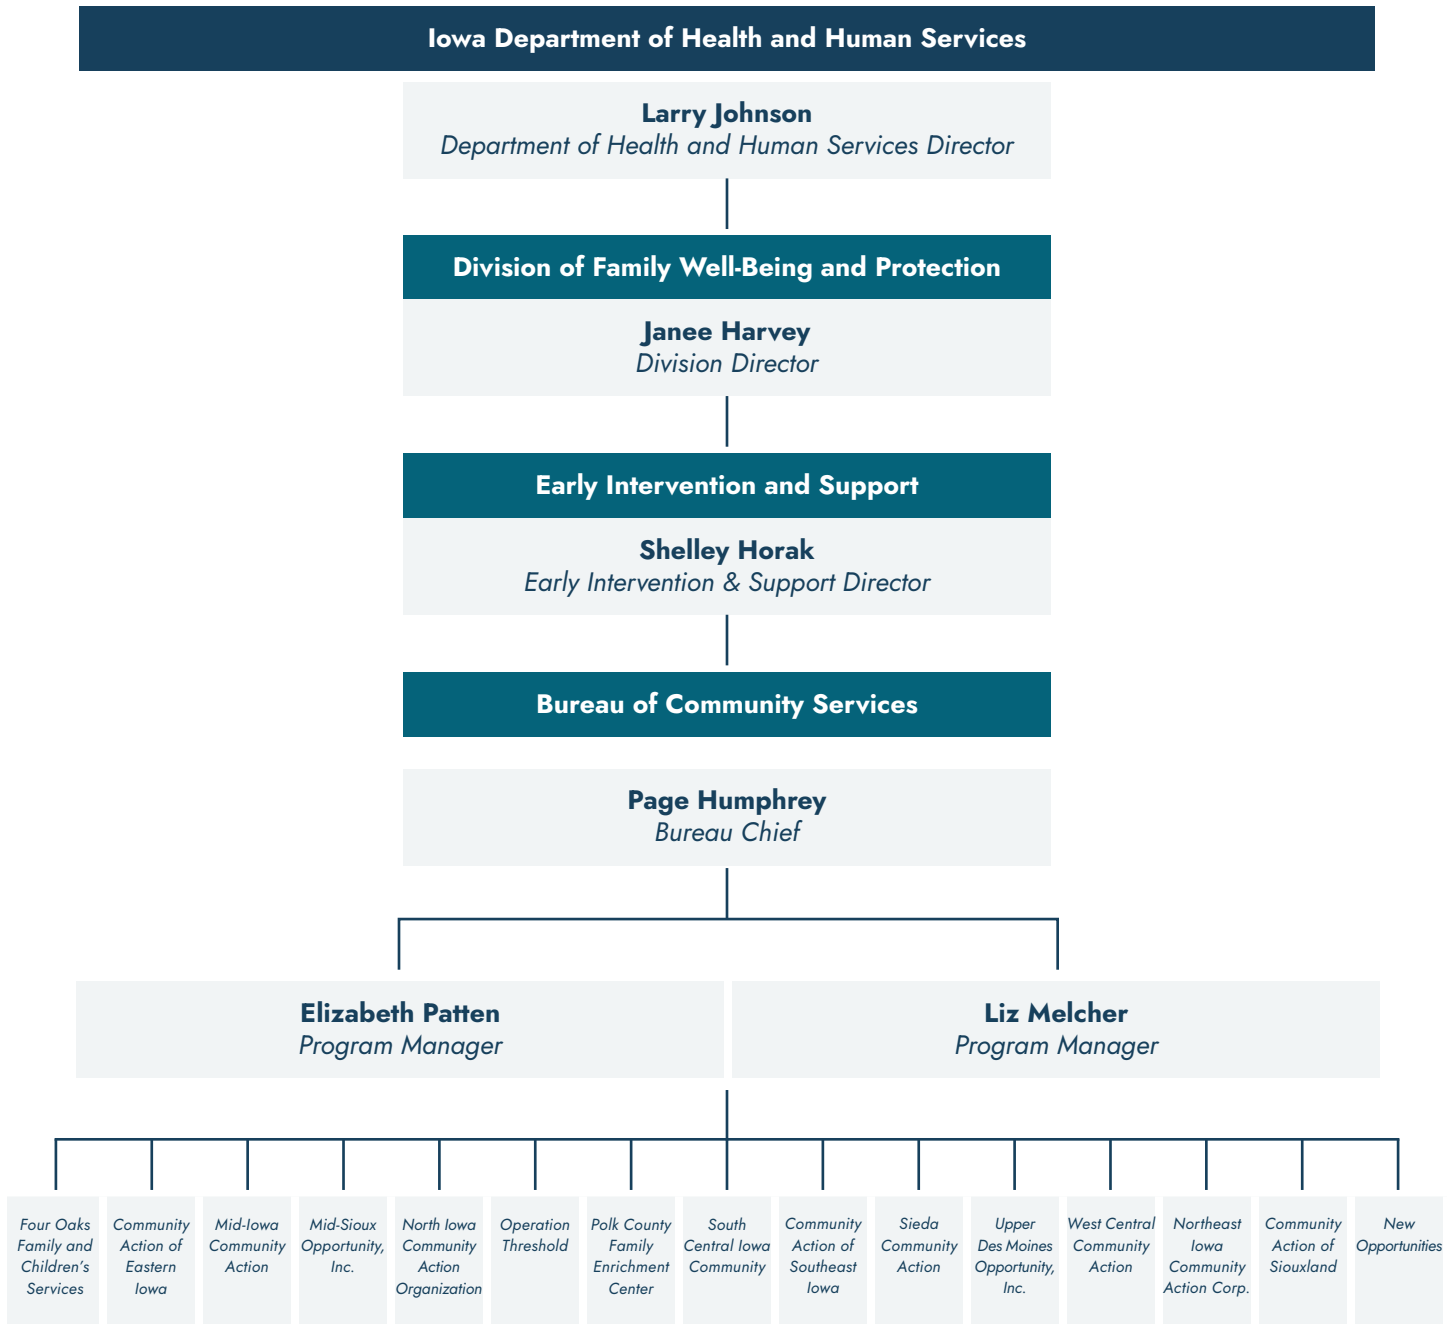 Iowa Department of Health and Human Services
Larry Johnson
Department of Health and Human Services Director
Division of Family Well-Being and Protection
Janee Harvey
Division Director
Early Intervention and Support
Shelley Horak
Early Intervention & Support Director
Bureau of Community Services
Page Humphrey
Bureau Chief
Elizabeth Patten
Program Manager
Liz Melcher
Program Manager
Four Oaks
Family and
Children's
Services
Community
Action of
Eastern
Iowa
Mid-Iowa
Community
Action
Mid-Sioux
Opportunity,
Inc.
North Iowa
Community
Action
Organization
Operation
Threshold
Polk County
Family
Enrichment
Center
South
Central Iowa
Community
Community
Action of
Southeast
Iowa
Sieda
Community
Action
Upper
Des Moines
Opportunity,
Inc.
West Central
Community
Action
Northeast
Iowa
Community
Action Corp.
Community
Action of
Siouxland
New
Opportunities